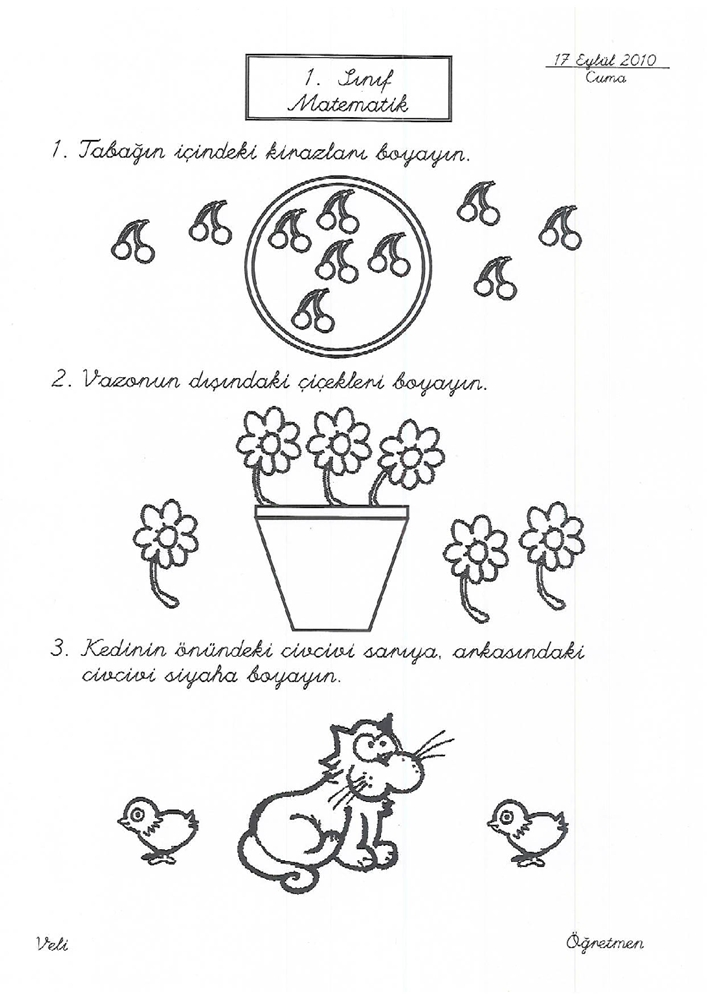 17 Eylül 2010
Cuma
1. Sınıf
Matematik
1. Tabağın içindeki kirazları boyayın.
2. Vazonun dışındaki çiçekleri boyayın.
3. Kedinin önündeki civcivi sarıya, arkasındaki
civcivi siyaha boyayın.
Veli
Öğretmen